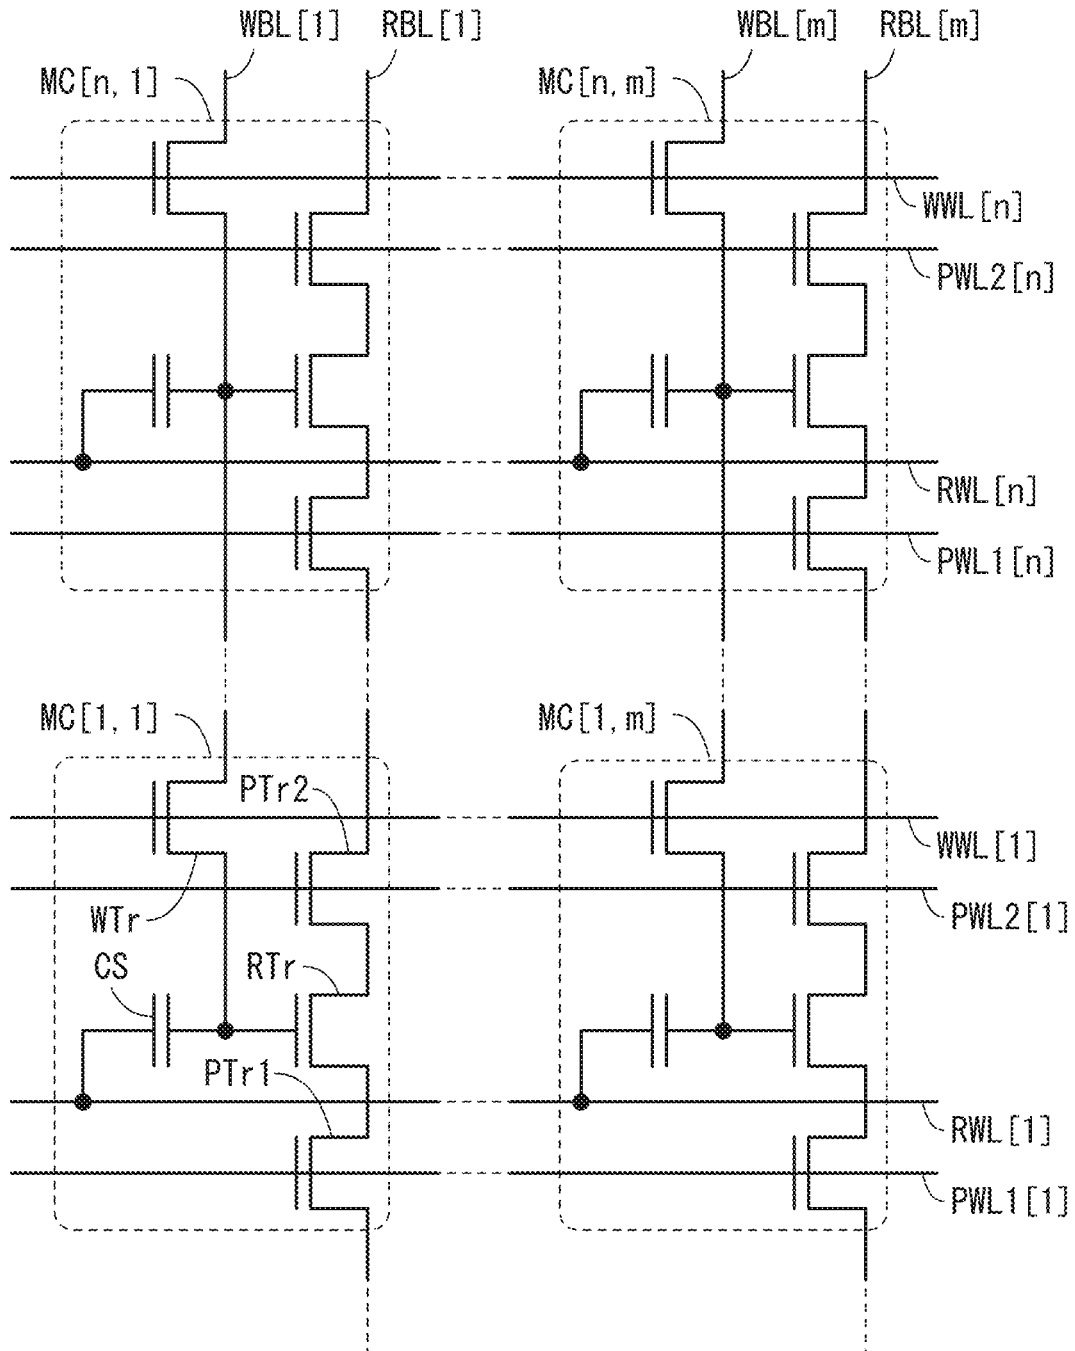 WBL[1] RBL[1] WBL[m] RBL[m]
MC[n, 1] MC[n, m]
WWL[n]
PWL2[n]
RWL[n]
PWL1[n]
MC[1, 1] MC[1, m]
PTr2
WWL[1]
WTr PWL2[1]
CS RTr
PTr1
RWL[1]
PWL1[1]